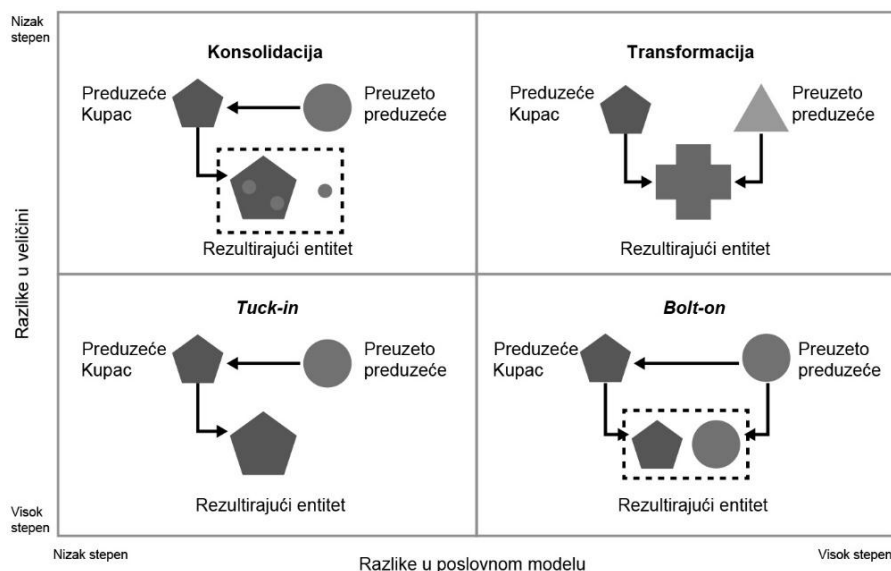 Nizak
stepen
Konsolidacija
Preduzeće
Kupac
Preuzeto
preduzeće
Rezultirajući entitet
Transformacija
Preduzeće
Kupac
Preuzeto
preduzeće
Rezultirajući entitet
Razlike u veličini
Tuck-in
Preduzeće
Kupac
Preuzeto
preduzeće
Rezultirajući entitet
Bolt-on
Preduzeće
Kupac
Preuzeto
preduzeće
Rezultirajući entitet
Visok
stepen
Nizak stepen
Razlike u poslovnom modelu
Visok stepen